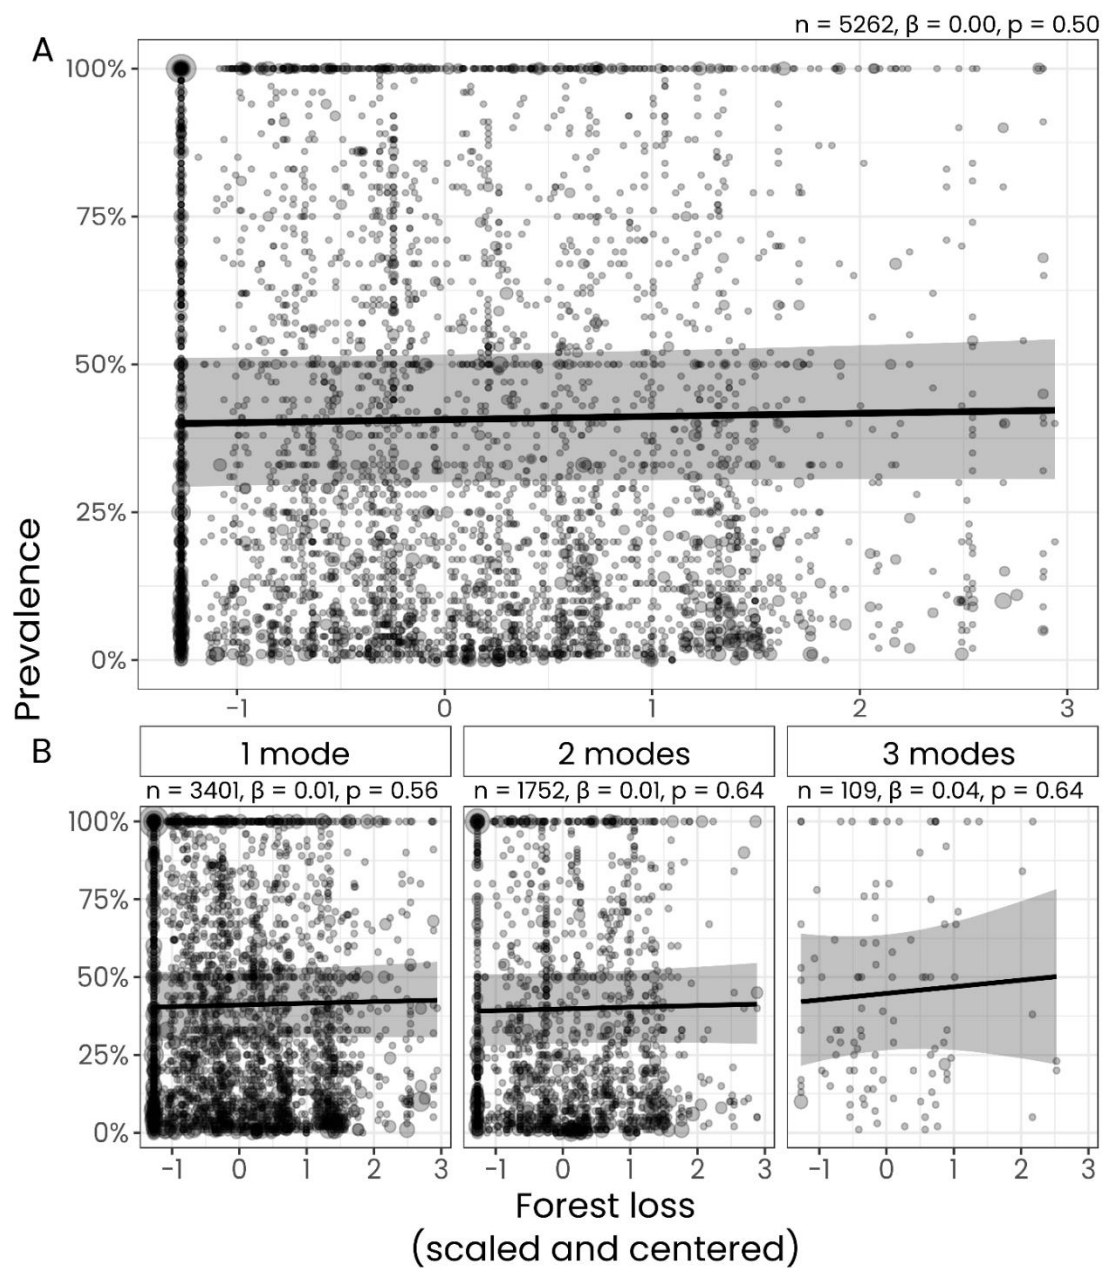 n = 5262, β = 0.00, p = 0.50
A
100%
75%
50%
25%
0%
Prevalence
−1 0 1 2 3
B
1 mode 2 modes 3 modes
n = 3401, β = 0.01, p = 0.56 n = 1752, β = 0.01, p = 0.64 n = 109, β = 0.04, p = 0.64
100%
75%
50%
25%
0%
−1 0 1 2 3 −1 0 1 2 3 −1 0 1 2 3
Forest loss
(scaled and centered)